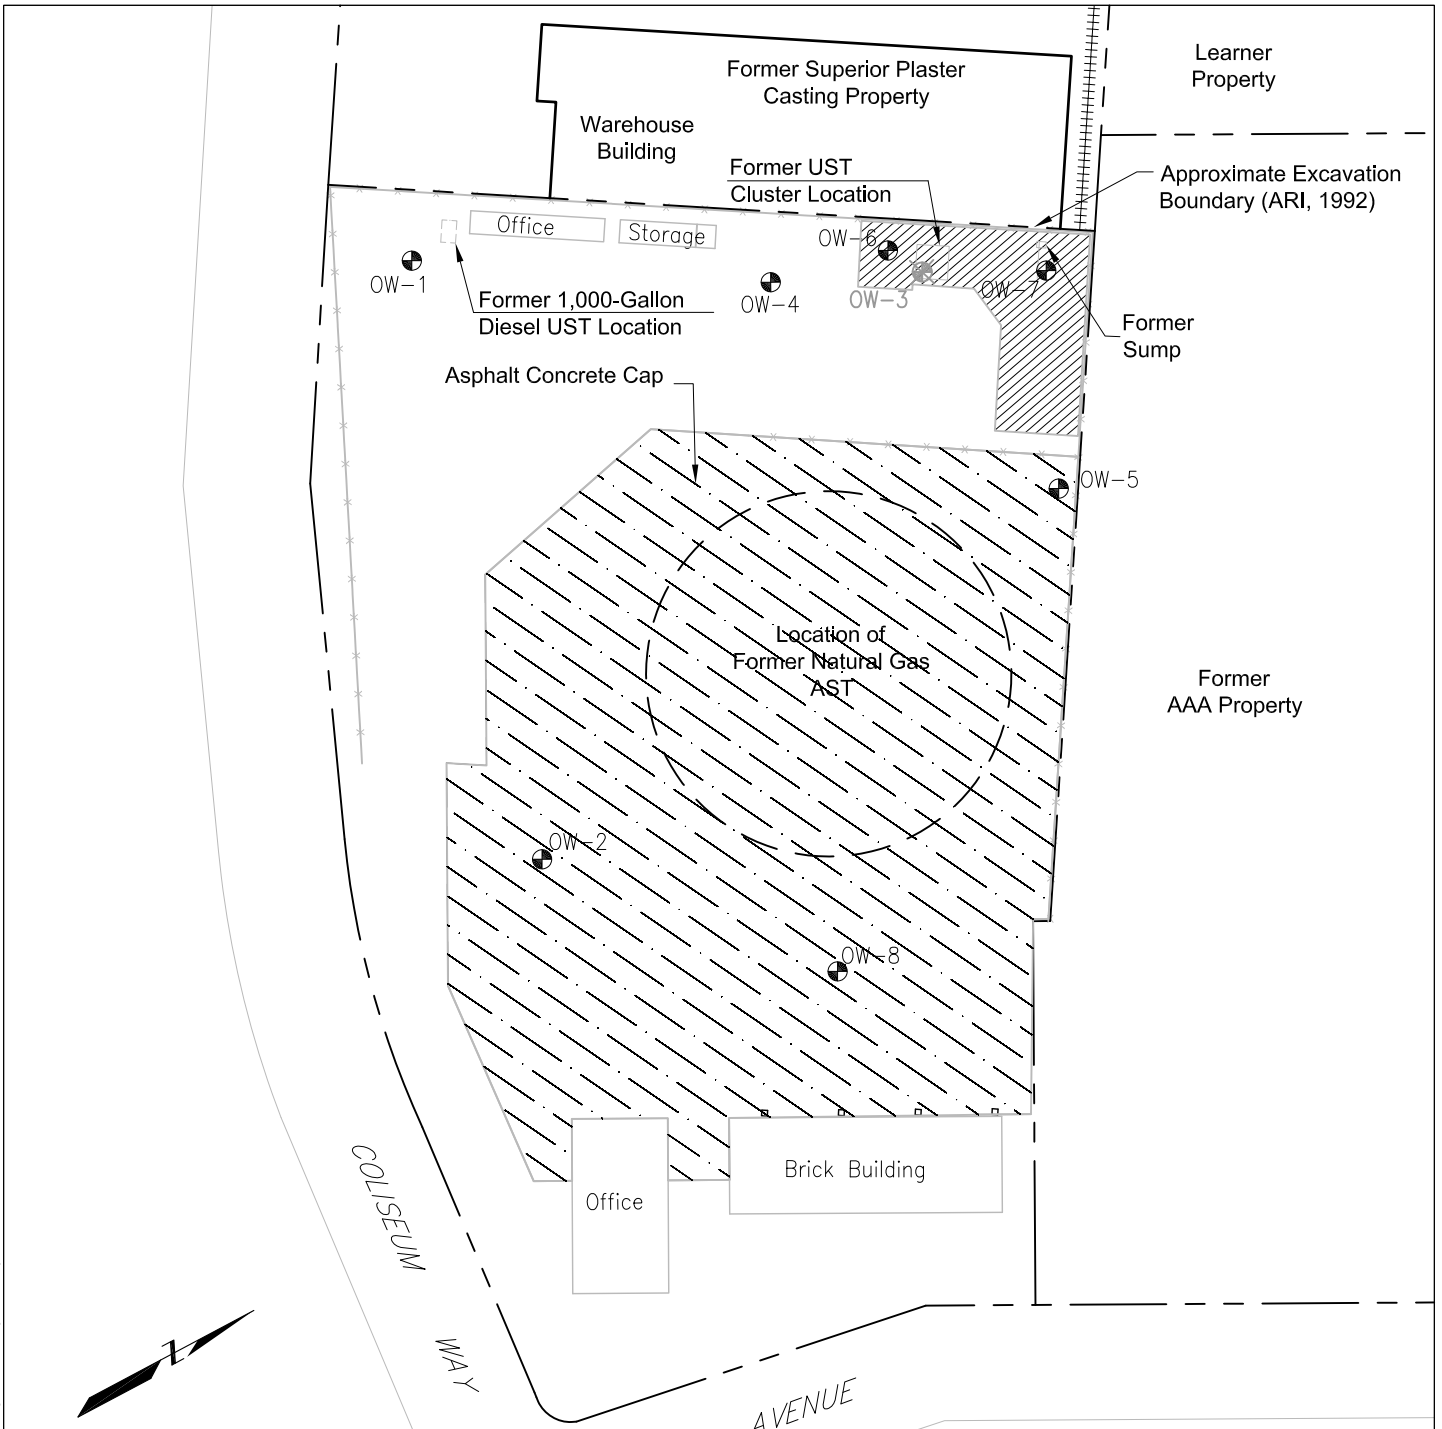 Learner
Property
Former Superior Plaster
Casting Property
Warehouse
Building
Former UST
Cluster Location
Approximate Excavation
Boundary (ARI, 1992)
Office
Storage
OW-6
OW-1
OW-4
OW-3
OW-7
Former 1,000-Gallon
Diesel UST Location
Former
Sump
Asphalt Concrete Cap
OW-5
Location of
Former Natural Gas
AST
Former
AAA Property
OW-2
OW-8
Brick Building
Office
COLISEUM
WAY
AVENUE
Z